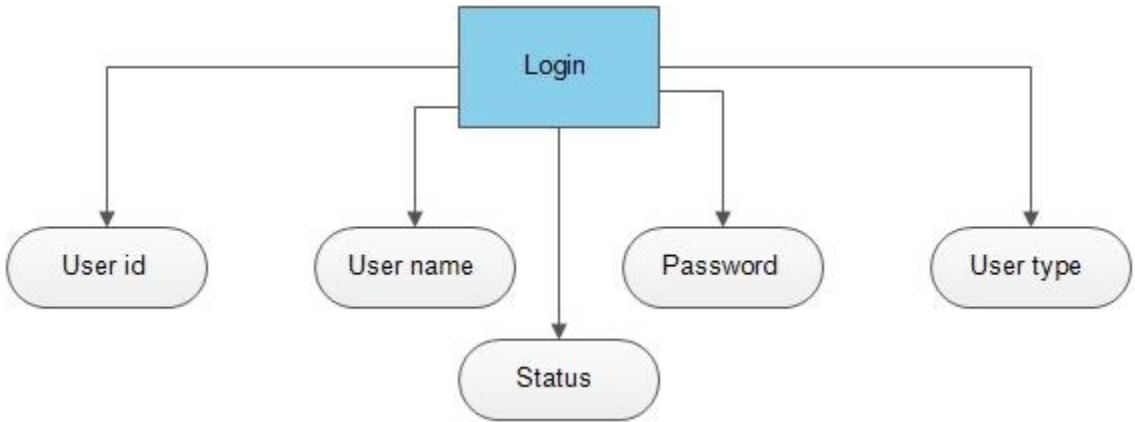 Login
User id
User name
Password
User type
Status